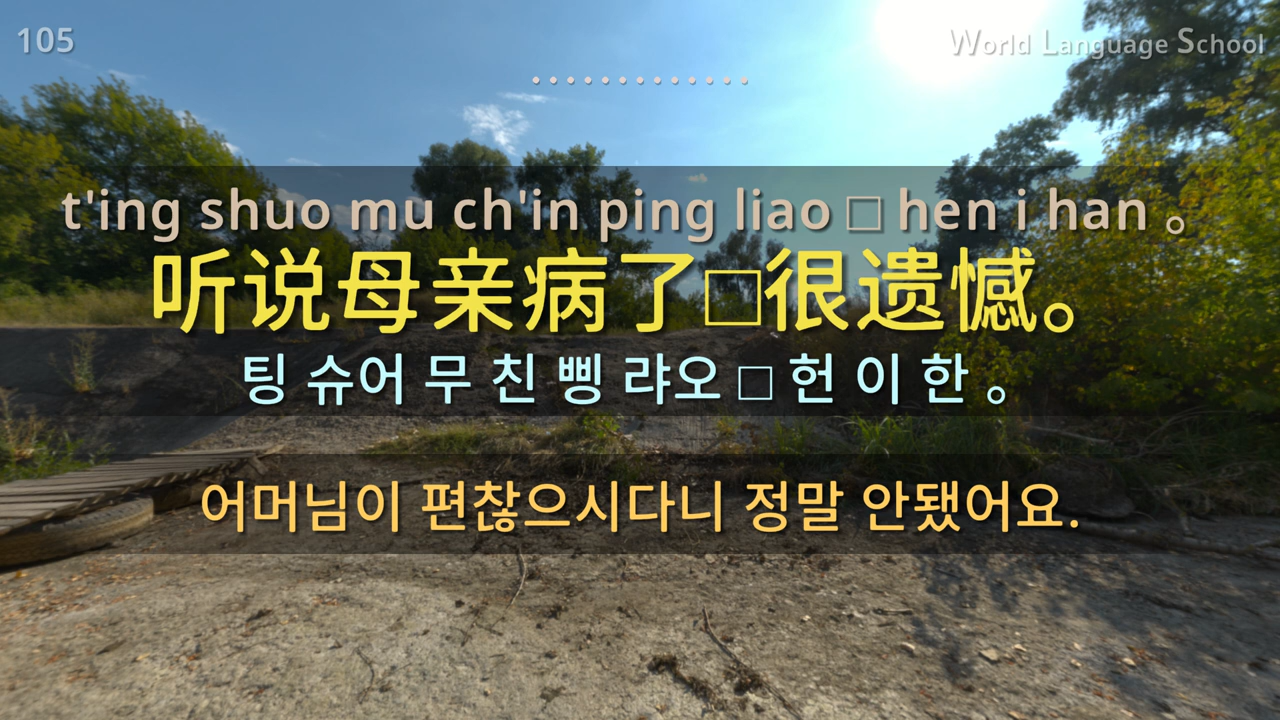 105
World Language School
t'ing shuo mu ch'in ping liao □ hen i han 。
听说母亲病了□很遗憾。
팅 슈어 무 친 삥 랴오 □ 헌 이 한 。
어머님이 편찮으시다니 정말 안됐어요.